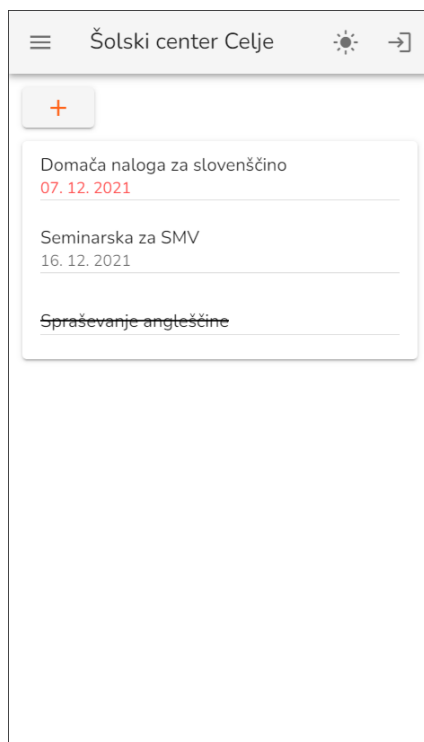 Šolski center Celje
Domača naloga za slovenščino
07. 12. 2021
Seminarska za SMV
16. 12. 2021
Spraševanje angleščine